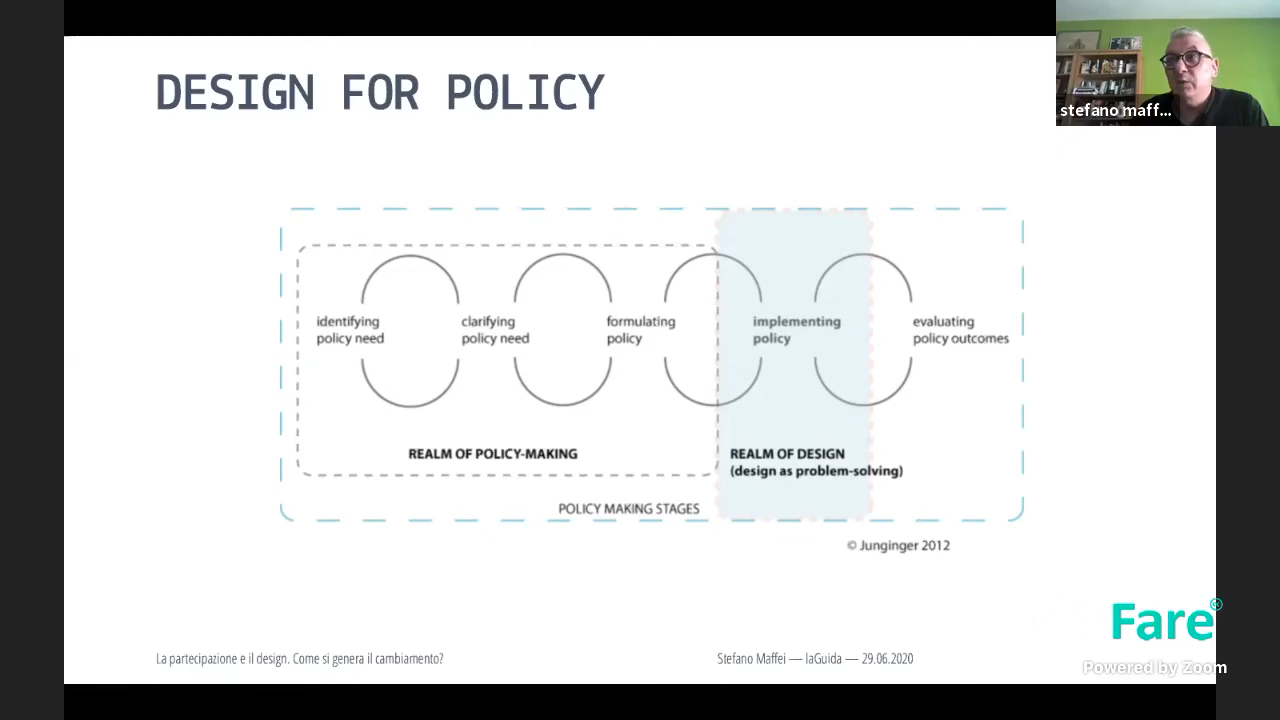 DESIGN FOR POLICY
stefano maff...
identifying
policy need
clarifying
policy need
formulating
policy
implementing
policy
evaluating
policy outcomes
REALM OF POLICY-MAKING
REALM OF DESIGN
(design as problem-solving)
POLICY MAKING STAGES
© Junginger 2012
Fare
Powered by Zoom
La partecipazione e il design. Come si genera il cambiamento?
Stefano Maffei — laGuida — 29.06.2020